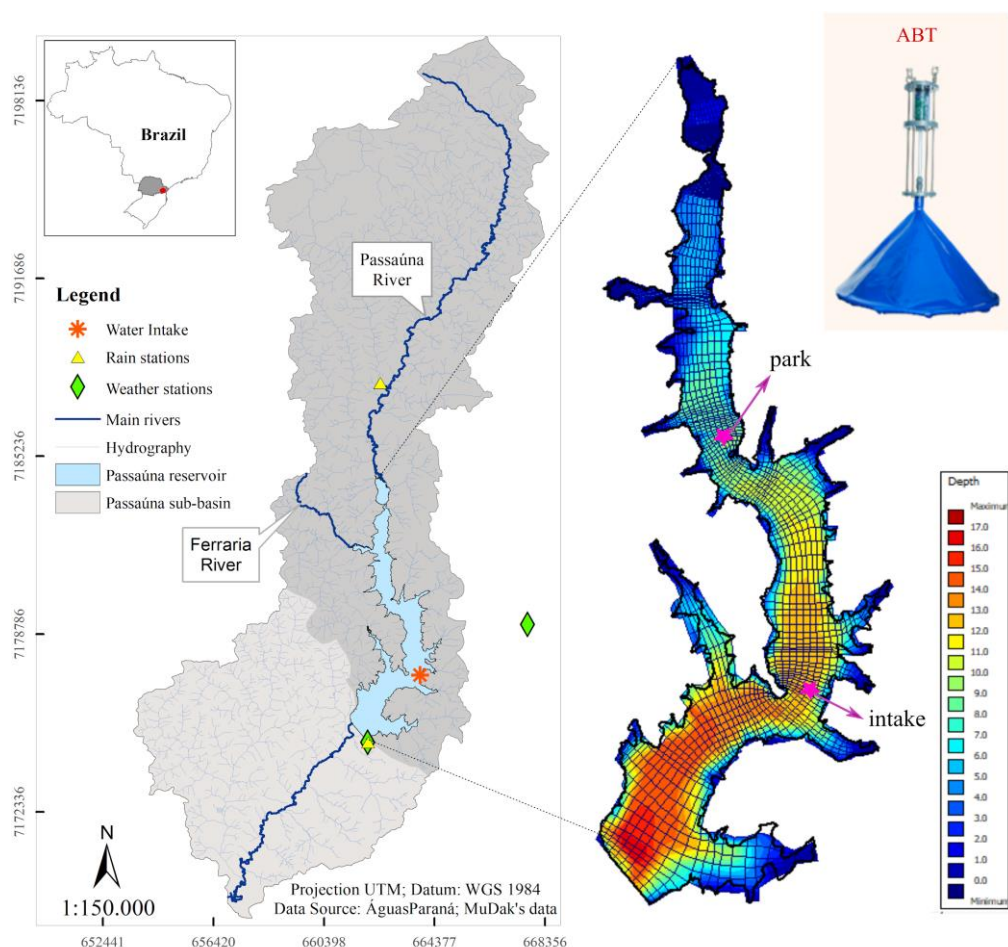 Brazil
ABT
7198136
7191686
7185236
7178786
7172336
Passaúna
River
Legend
Water Intake
Rain stations
Weather stations
Main rivers
Hydrography
Passaúna reservoir
Passaúna sub-basin
Ferraria
River
N
1:150.000
Projection UTM; Datum: WGS 1984
Data Source: ÁguasParaná; MuDak's data
652441
656420
660398
664377
668356
park
intake
Depth
Maximum
17.0
16.0
15.0
14.0
13.0
12.0
11.0
10.0
9.0
8.0
7.0
6.0
5.0
4.0
3.0
2.0
1.0
0.0
Minimum